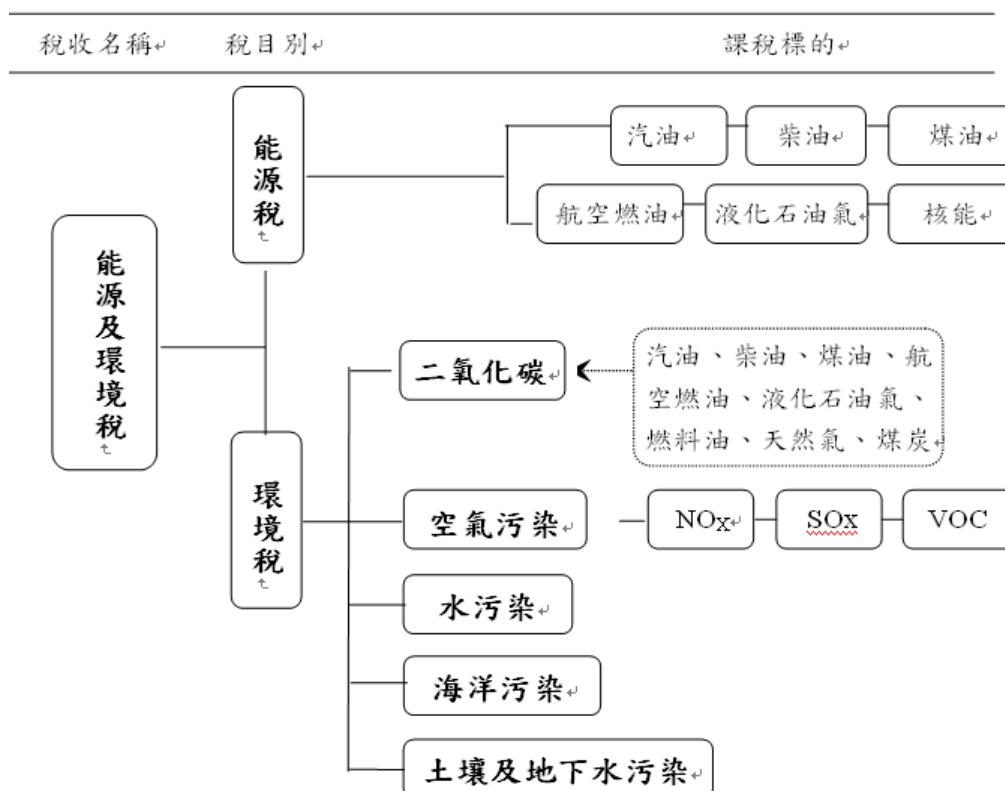 稅收名稱
稅目別
課稅標的
能源及環境稅
能源稅
汽油
柴油
煤油
航空燃油
液化石油氣
核能
環境稅
二氧化碳
汽油、柴油、煤油、航
空燃油、液化石油氣、
燃料油、天然氣、煤炭
空氣污染
NOx
SOx
VOC
水污染
海洋污染
土壤及地下水污染